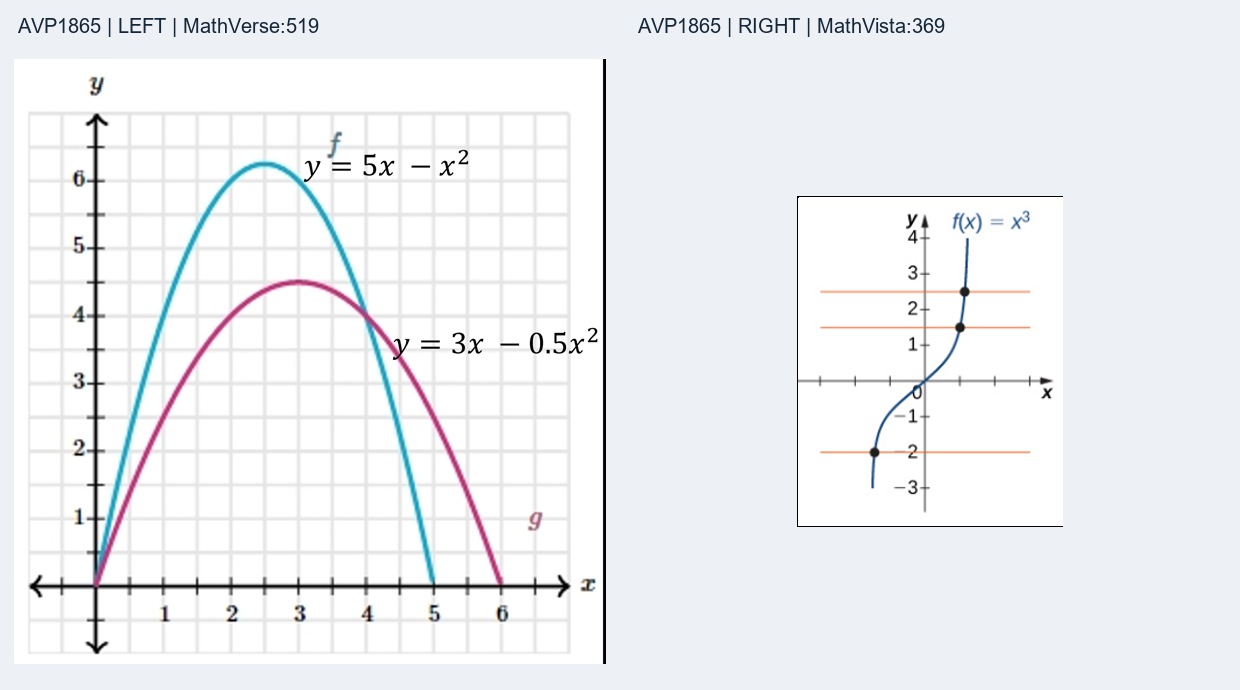 AVP1865 | LEFT | MathVerse:519
AVP1865 | RIGHT | MathVista:369
y
f
y = 5x − x²
6
5
4
y = 3x − 0.5x²
3
2
1
g
x
1 2 3 4 5 6
y
f(x) = x³
4
3
2
1
0
x
−1
−2
−3